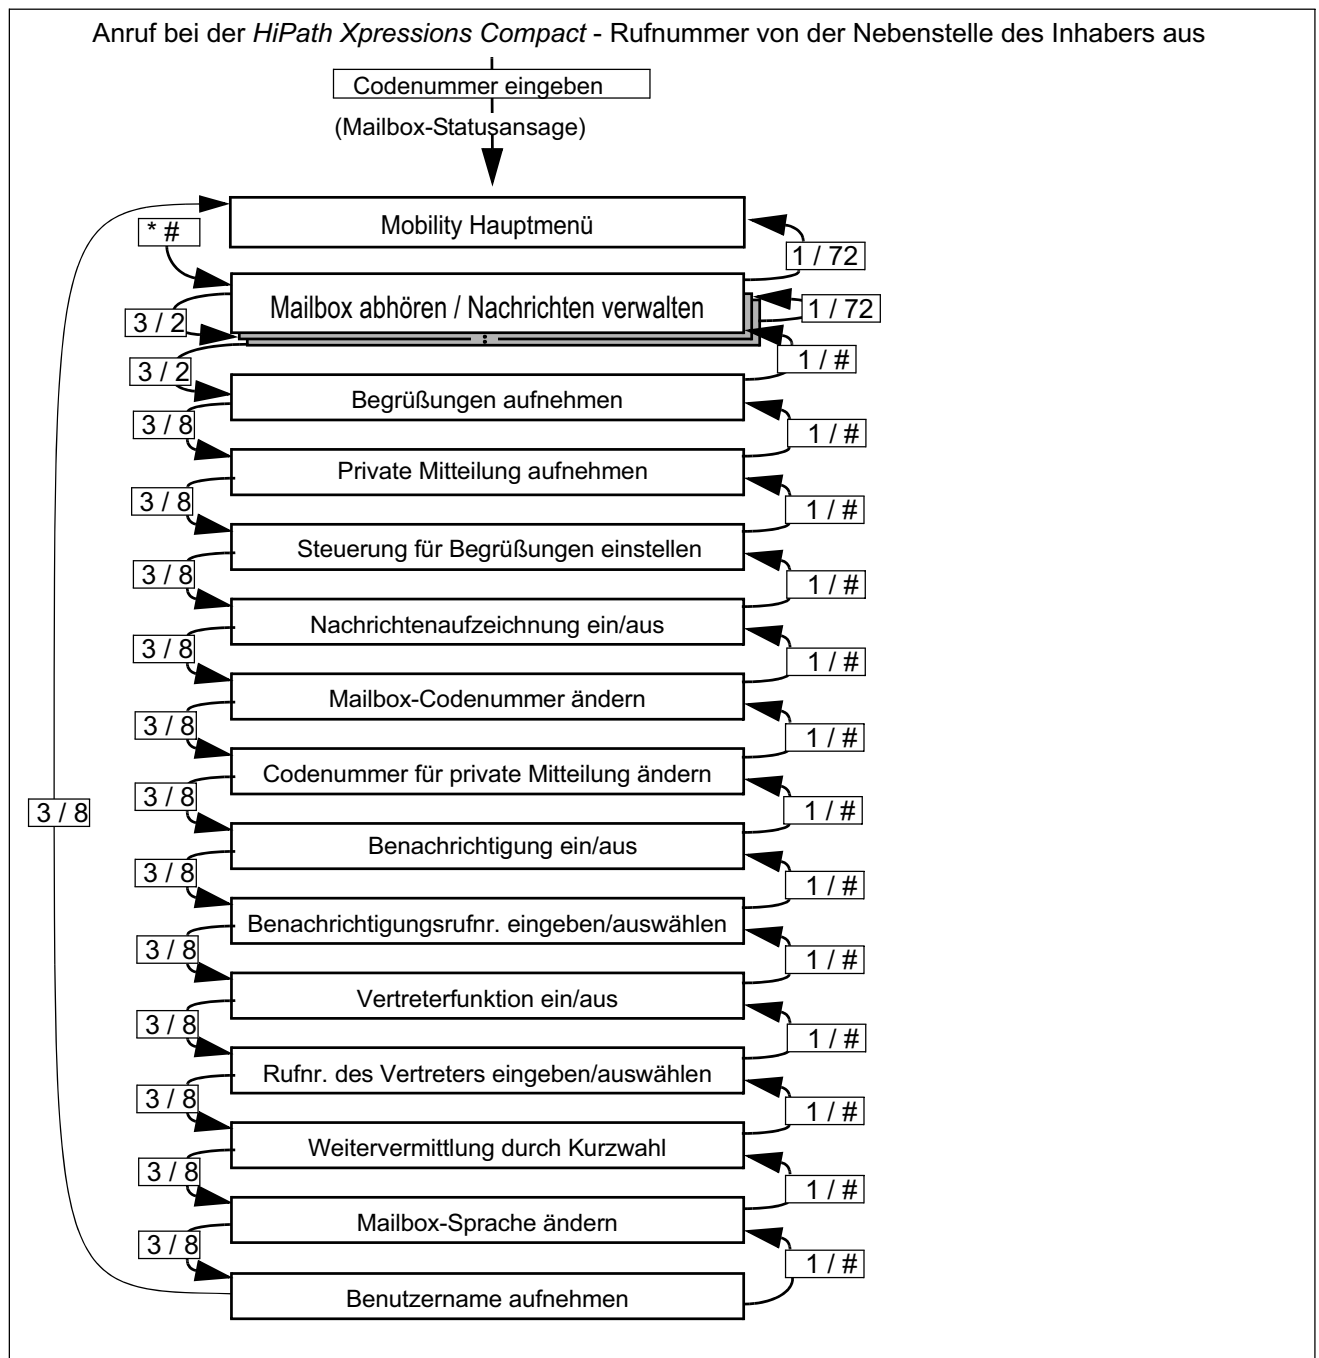 Anruf bei der HiPath Xpressions Compact - Rufnummer von der Nebenstelle des Inhabers aus
Codenummer eingeben
(Mailbox-Statusansage)
Mobility Hauptmenü
* #
1 / 72
Mailbox abhören / Nachrichten verwalten
3 / 2
1 / 72
3 / 2
1 / #
Begrüßungen aufnehmen
3 / 8
1 / #
Private Mitteilung aufnehmen
3 / 8
1 / #
Steuerung für Begrüßungen einstellen
3 / 8
1 / #
Nachrichtenaufzeichnung ein/aus
3 / 8
1 / #
Mailbox-Codenummer ändern
3 / 8
1 / #
Codenummer für private Mitteilung ändern
3 / 8
3 / 8
1 / #
Benachrichtigung ein/aus
3 / 8
1 / #
Benachrichtigungsrufnr. eingeben/auswählen
3 / 8
1 / #
Vertreterfunktion ein/aus
3 / 8
1 / #
Rufnr. des Vertreters eingeben/auswählen
3 / 8
1 / #
Weitervermittlung durch Kurzwahl
3 / 8
1 / #
Mailbox-Sprache ändern
3 / 8
1 / #
Benutzername aufnehmen